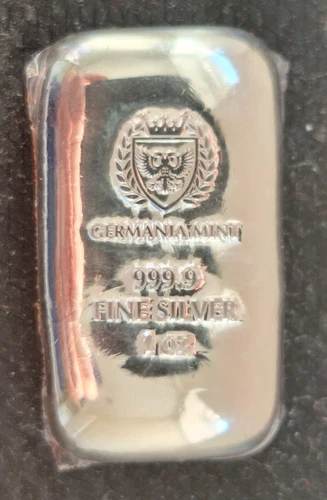 GERMANIA MINT
999.9
FINE SILVER
1 oz